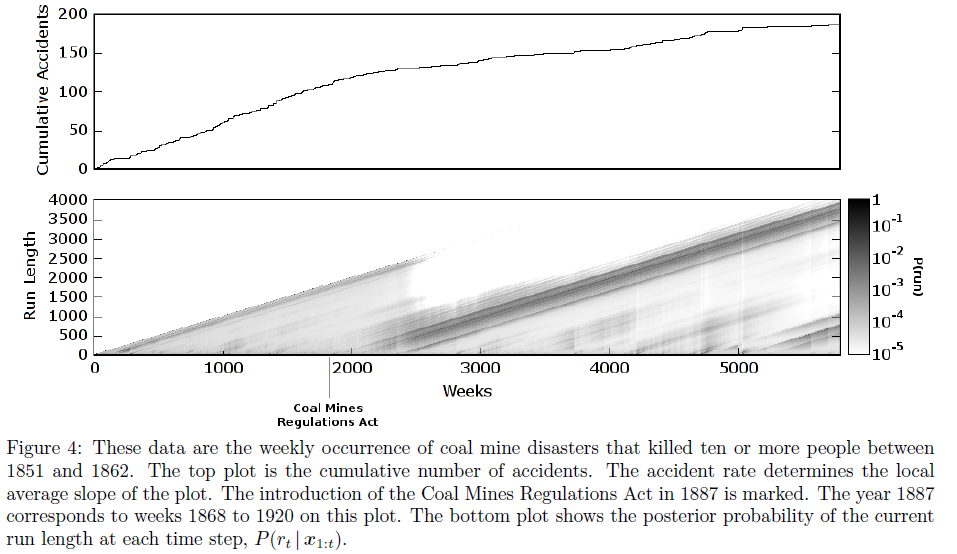 Cumulative Accidents
200
150
100
50
0
Run Length
4000
3500
3000
2500
2000
1500
1000
500
0
0 1000 2000 3000 4000 5000
Weeks
1
10-1
10-2
10-3
10-4
10-5
P(run)
Coal Mines
Regulations Act
Figure 4: These data are the weekly occurrence of coal mine disasters that killed ten or more people between
1851 and 1862. The top plot is the cumulative number of accidents. The accident rate determines the local
average slope of the plot. The introduction of the Coal Mines Regulations Act in 1887 is marked. The year 1887
corresponds to weeks 1868 to 1920 on this plot. The bottom plot shows the posterior probability of the current
run length at each time step, P(rt | x1:t).